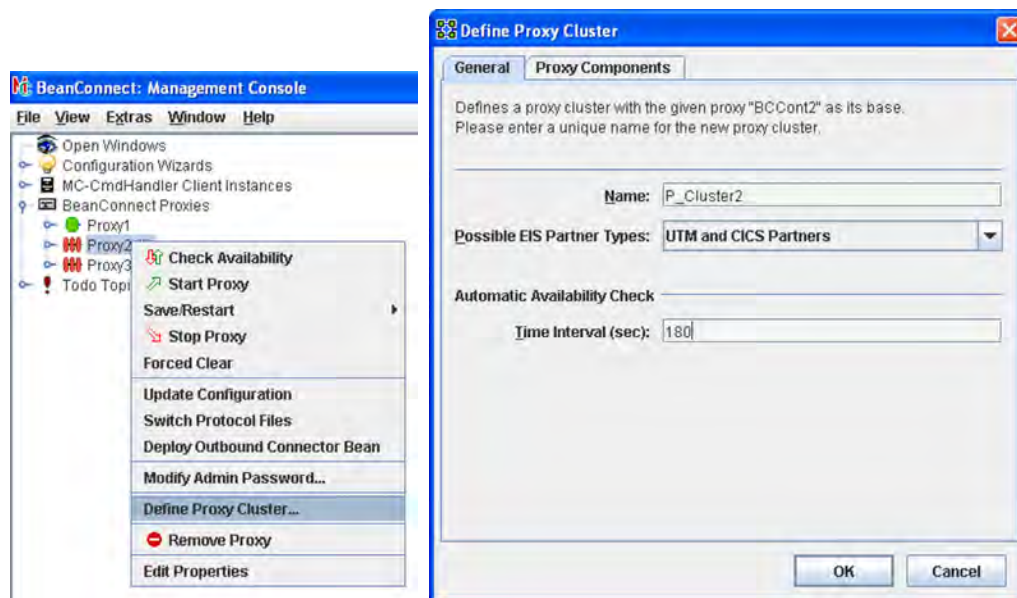 BeanConnect: Management Console
File View Extras Window Help
Open Windows
Configuration Wizards
MC-CmdHandler Client Instances
BeanConnect Proxies
Proxy1
Proxy2
Proxy3
Todo Topi
Check Availability
Start Proxy
Save/Restart
Stop Proxy
Forced Clear
Update Configuration
Switch Protocol Files
Deploy Outbound Connector Bean
Modify Admin Password...
Define Proxy Cluster...
Remove Proxy
Edit Properties
Define Proxy Cluster
General Proxy Components
Defines a proxy cluster with the given proxy "BCCont2" as its base.
Please enter a unique name for the new proxy cluster.
Name: P_Cluster2
Possible EIS Partner Types: UTM and CICS Partners
Automatic Availability Check
Time Interval (sec): 180
OK Cancel